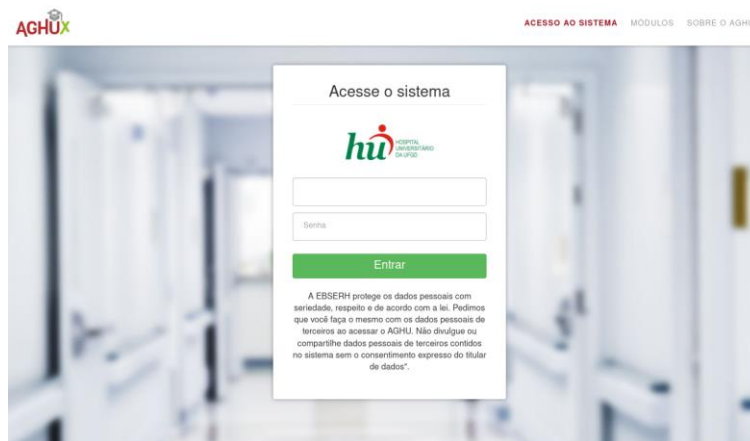 AGHUX
ACESSO AO SISTEMA MÓDULOS SOBRE O AGHU
Acesse o sistema
hu HOSPITAL
UNIVERSITÁRIO
DA UFGD
Senha
Entrar
A EBSERH protege os dados pessoais com
seriedade, respeito e de acordo com a lei. Pedimos
que você faça o mesmo com os dados pessoais de
terceiros ao acessar o AGHU. Não divulgue ou
compartilhe dados pessoais de terceiros contidos
no sistema sem o consentimento expresso do titular
de dados".